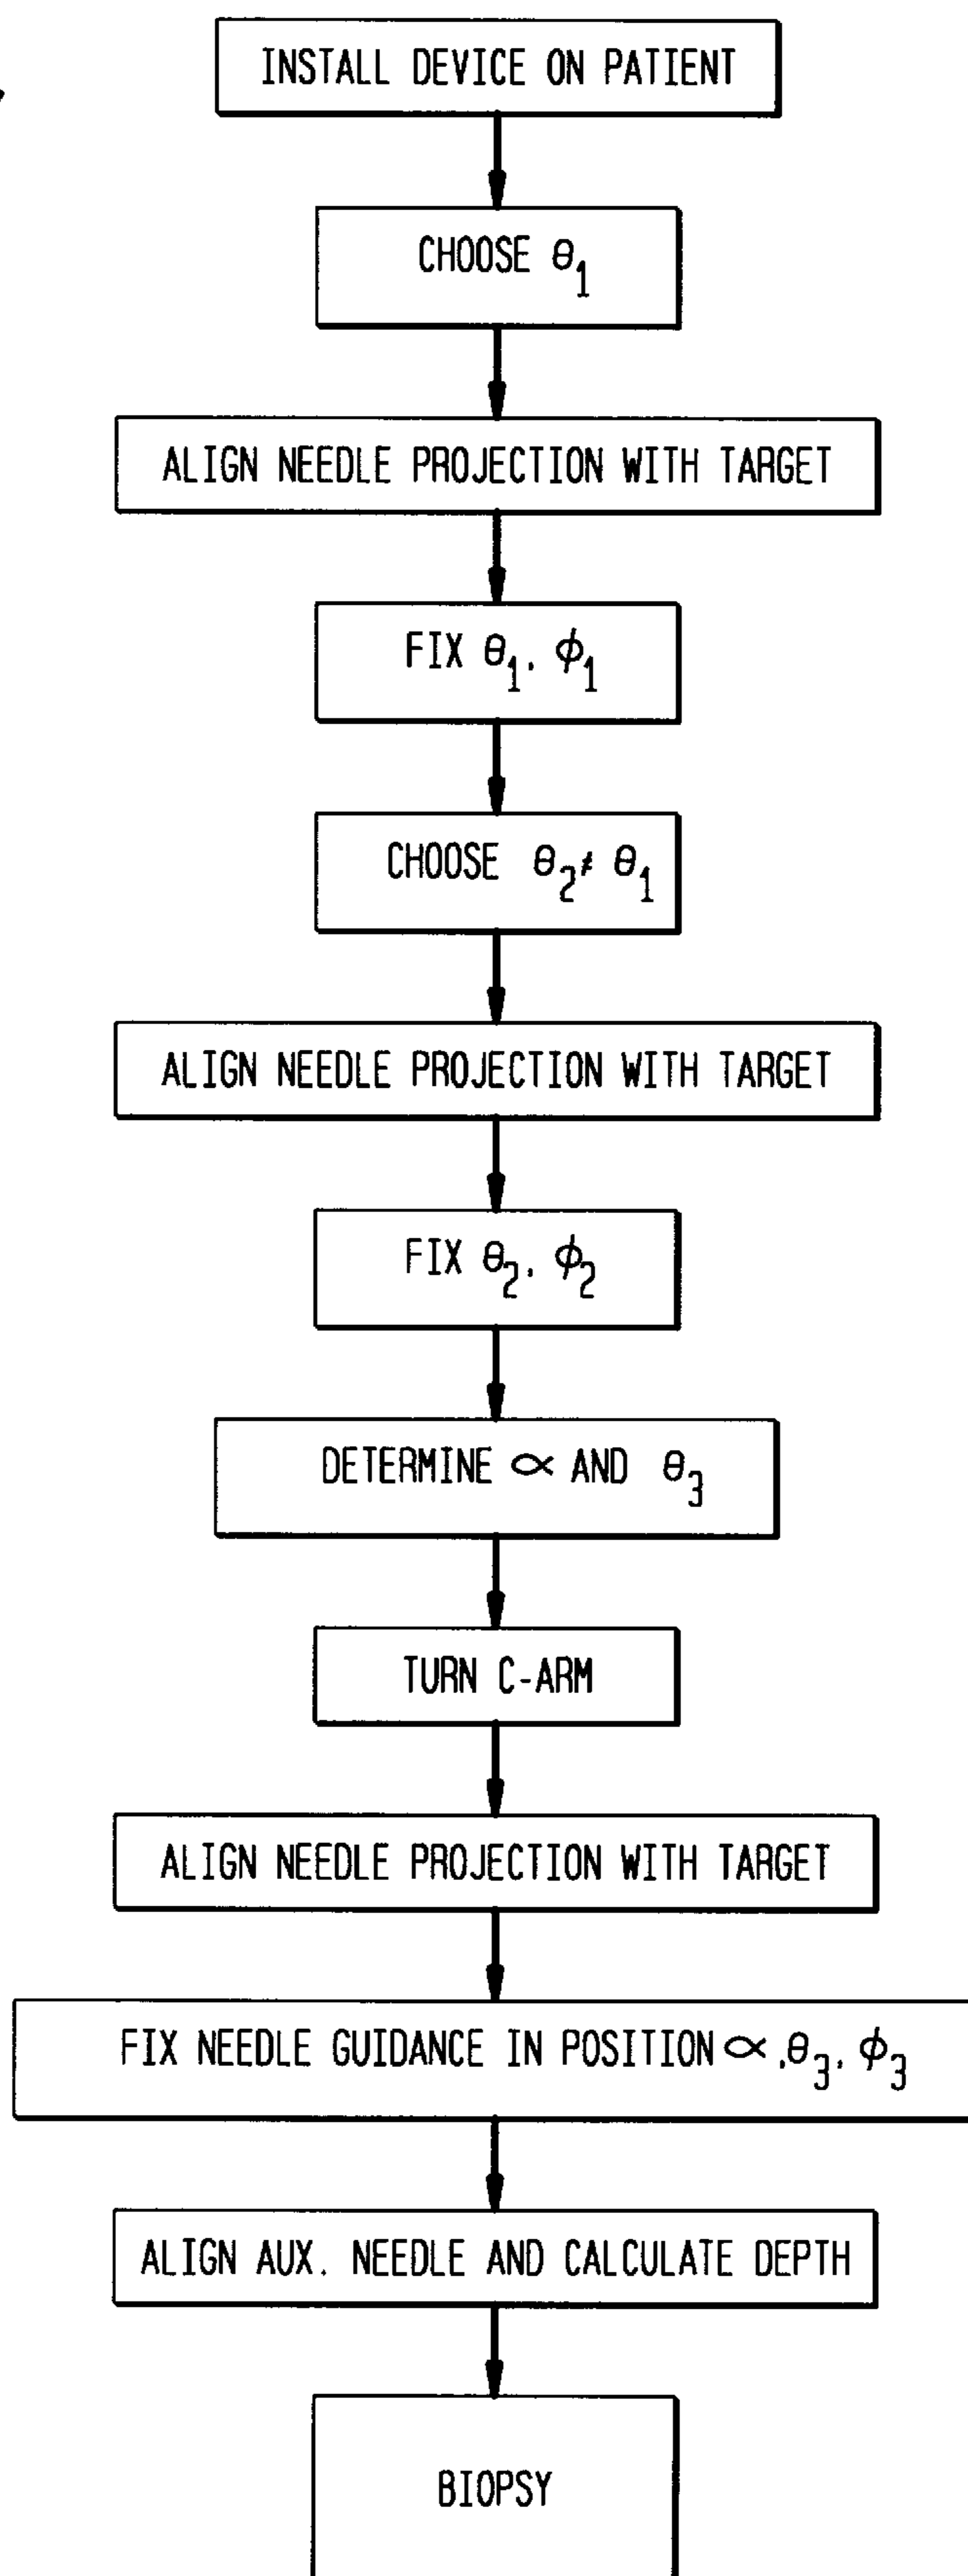 INSTALL DEVICE ON PATIENT
CHOOSE θ1
ALIGN NEEDLE PROJECTION WITH TARGET
FIX θ1, ϕ1
CHOOSE θ2≠ θ1
ALIGN NEEDLE PROJECTION WITH TARGET
FIX θ2, ϕ2
DETERMINE ∝ AND θ3
TURN C-ARM
ALIGN NEEDLE PROJECTION WITH TARGET
FIX NEEDLE GUIDANCE IN POSITION ∝ ,θ3, ϕ3
ALIGN AUX. NEEDLE AND CALCULATE DEPTH
BIOPSY